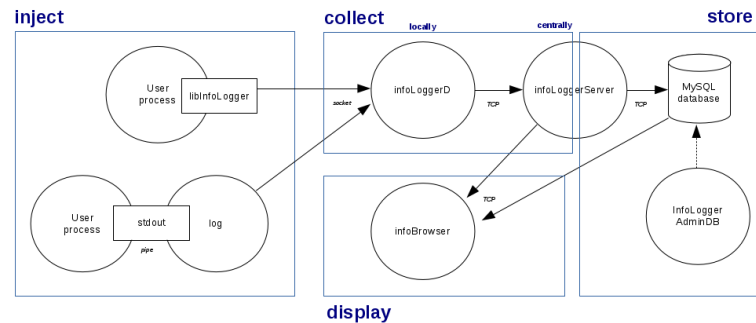 inject
collect
store
locally
centrally
User
process
libInfoLogger
socket
infoLoggerD
TCP
infoLoggerServer
TCP
MySQL
database
User
process
stdout
pipe
log
TCP
infoBrowser
InfoLogger
AdminDB
display